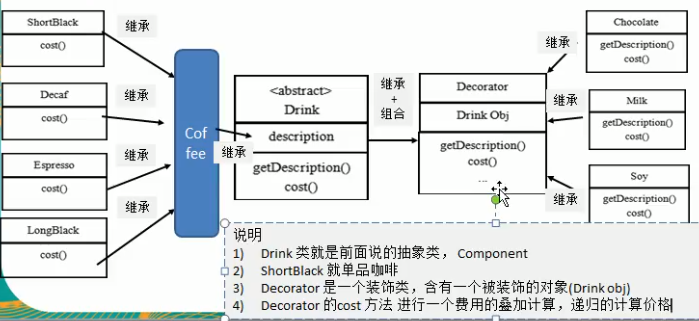 ShortBlack
cost()
继承
Decaf
cost()
继承
Espresso
cost()
继承
LongBlack
cost()
继承
Cof
fee
继承
<abstract>
Drink
description
getDescription()
cost()
继承
+
组合
Decorator
Drink Obj
getDescription()
cost()
...
继承
Chocolate
getDescription()
cost()
继承
Milk
getDescription()
cost()
继承
Soy
getDescription()
cost()
说明
1) Drink 类就是前面说的抽象类， Component
2) ShortBlack 就单品咖啡
3) Decorator 是一个装饰类，含有一个被装饰的对象(Drink obj)
4) Decorator 的cost 方法 进行一个费用的叠加计算，递归的计算价格